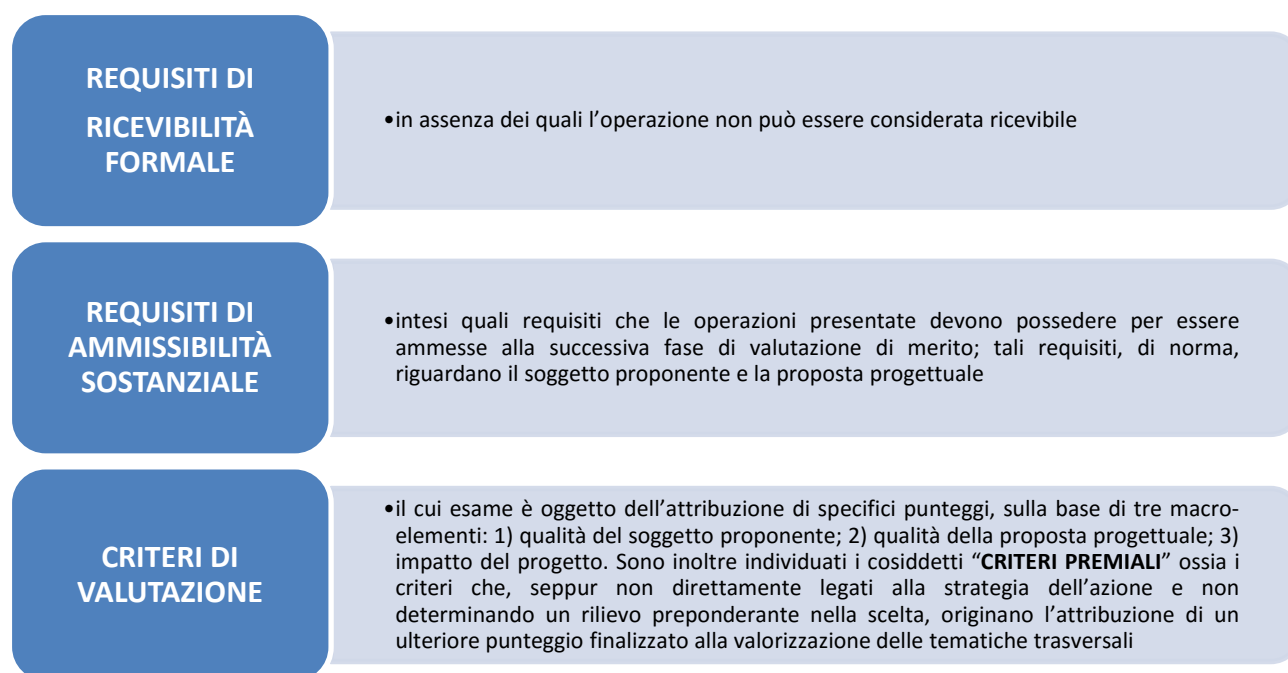 REQUISITI DI
RICEVIBILITÀ
FORMALE
•in assenza dei quali l’operazione non può essere considerata ricevibile
REQUISITI DI
AMMISSIBILITÀ
SOSTANZIALE
•intesi quali requisiti che le operazioni presentate devono possedere per essere
ammesse alla successiva fase di valutazione di merito; tali requisiti, di norma,
riguardano il soggetto proponente e la proposta progettuale
CRITERI DI
VALUTAZIONE
•il cui esame è oggetto dell’attribuzione di specifici punteggi, sulla base di tre macro-
elementi: 1) qualità del soggetto proponente; 2) qualità della proposta progettuale; 3)
impatto del progetto. Sono inoltre individuati i cosiddetti “CRITERI PREMIALI” ossia i
criteri che, seppur non direttamente legati alla strategia dell’azione e non
determinando un rilievo preponderante nella scelta, originano l’attribuzione di un
ulteriore punteggio finalizzato alla valorizzazione delle tematiche trasversali